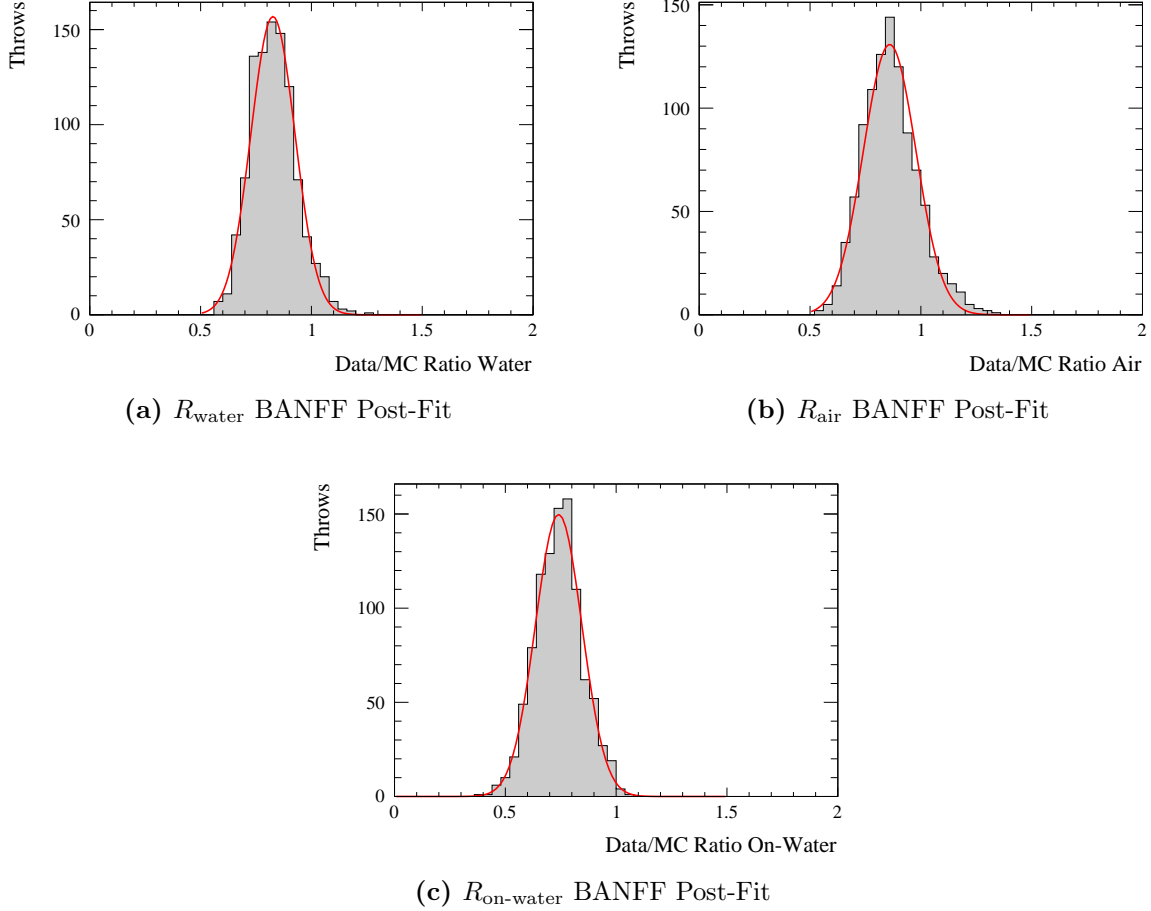 Throws
150
100
50
0
0 0.5 1 1.5 2
Data/MC Ratio Water
(a) R_water BANFF Post-Fit
Throws
150
100
50
0
0 0.5 1 1.5 2
Data/MC Ratio Air
(b) R_air BANFF Post-Fit
Throws
150
100
50
0
0 0.5 1 1.5 2
Data/MC Ratio On-Water
(c) R_on-water BANFF Post-Fit